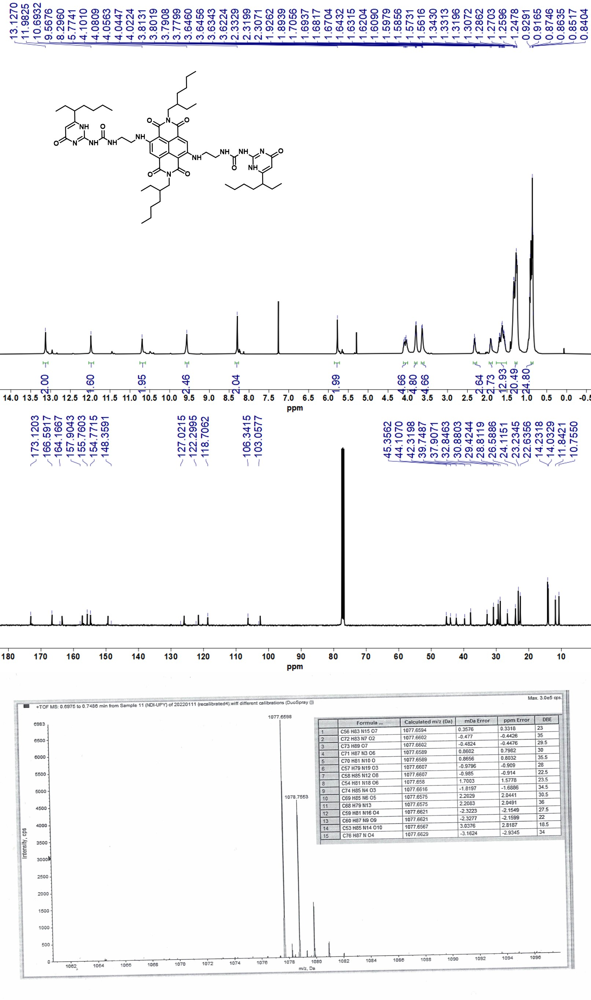 13.1270 11.9825 10.6932 9.5676 8.2960 5.7741 4.1010 4.0809 4.0563 4.0447 4.0224 3.8131 3.8019 3.7908 3.7799 3.6460 3.6456 3.6343 3.6224 2.3329 2.3199 2.3071 1.9262 1.8939 1.7056 1.6937 1.6817 1.6704 1.6432 1.6315 1.6204 1.6090 1.5979 1.5856 1.5731 1.5616 1.3430 1.3313 1.3196 1.3072 1.2862 1.2703 1.2596 1.2478 0.9291 0.9165 0.8746 0.8635 0.8517 0.8404
O N O
NH O
O N NH NH NH
NH NH NH N O
O NH
O N O
2.00 1.60 1.95 2.46 2.04 1.99 4.66 4.80 4.66 2.64 2.73 12.93 20.49 24.80
14.0 13.5 13.0 12.5 12.0 11.5 11.0 10.5 10.0 9.5 9.0 8.5 8.0 7.5 7.0 6.5 6.0 5.5 5.0 4.5 4.0 3.5 3.0 2.5 2.0 1.5 1.0 0.5 0.0 -0.5
ppm
173.1203 166.5917 164.1667 157.9043 155.7603 154.7715 148.3591 127.0215 122.2995 118.7062 106.3415 103.0577 45.3562 44.1070 42.3198 39.7487 37.9071 32.8463 30.8803 29.4244 28.8119 26.5886 24.1151 23.2345 22.6356 14.2318 14.0329 11.8421 10.7550
180 170 160 150 140 130 120 110 100 90 80 70 60 50 40 30 20 10
ppm
+TOF MS: 0.6975 to 0.7486 min from Sample 11 (NDI-UPY) of 20220111 (recalibrated4).wiff different calibrations (DuoSpray ())
Max. 3.0e5 cps.
1077.6598
1078.7553
6983
6500
6000
5500
5000
4500
4000
3500
3000
2500
2000
1500
1000
500
0
Intensity, cps
Formula ... Calculated m/z (Da) mDa Error ppm Error DBE
1 C56 H83 N15 O7 1077.6594 0.3576 0.3318 23
2 C72 H83 N7 O2 1077.6602 -0.477 -0.4426 35
3 C73 H89 O7 1077.6602 -0.4824 -0.4476 29.5
4 C71 H87 N3 O6 1077.6589 0.8602 0.7982 30
5 C70 H81 N10 O 1077.6589 0.8656 0.8032 35.5
6 C57 H79 N19 O3 1077.6607 -0.9796 -0.909 28
7 C58 H85 N12 O8 1077.6607 -0.985 -0.914 22.5
8 C54 H81 N18 O6 1077.658 1.7003 1.5778 23.5
9 C74 H85 N4 O3 1077.6616 -1.8197 -1.6886 34.5
10 C69 H85 N6 O5 1077.6575 2.2029 2.0441 30.5
11 C68 H79 N13 1077.6575 2.2083 2.0491 36
12 C59 H81 N16 O4 1077.6621 -2.3223 -2.1549 27.5
13 C60 H87 N9 O9 1077.6621 -2.3277 -2.1599 22
14 C53 H85 N14 O10 1077.6567 3.0376 2.8187 18.5
15 C76 H87 N O4 1077.6629 -3.1624 -2.9345 34
1062 1064 1066 1068 1070 1072 1074 1076 1078 1080 1082 1084 1086 1088 1090 1092 1094 1096
m/z, Da